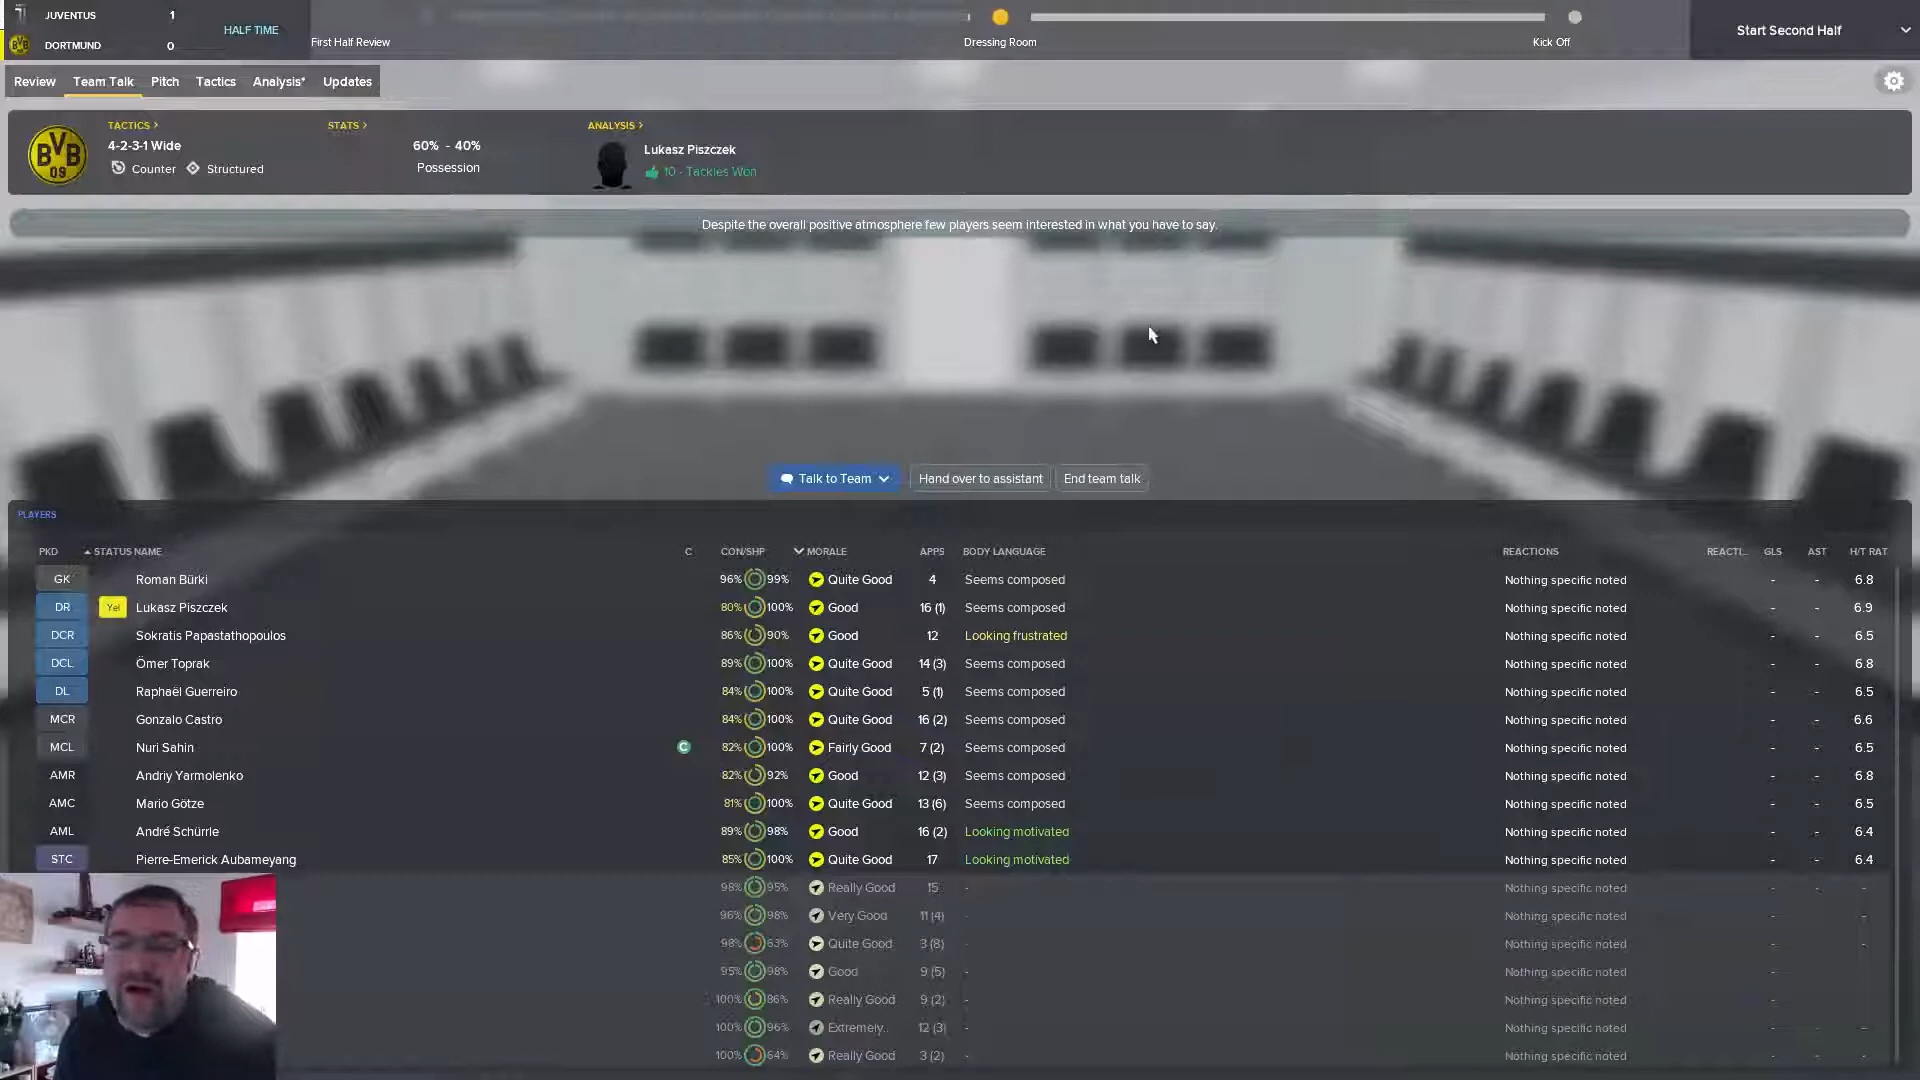 JUVENTUS 1
DORTMUND 0
HALF TIME
First Half Review
Dressing Room
Kick Off
Start Second Half
Review Team Talk Pitch Tactics Analysis* Updates
BVB 09
TACTICS >
4-2-3-1 Wide
Counter Structured
STATS >
60% - 40%
Possession
ANALYSIS >
Lukasz Piszczek
10 - Tackles Won
Despite the overall positive atmosphere few players seem interested in what you have to say.
Talk to Team Hand over to assistant End team talk
PLAYERS
PKD STATUS NAME C CON/SHP MORALE APPS BODY LANGUAGE REACTIONS REACTI... GLS AST H/T RAT
GK Roman Bürki 96% 99% Quite Good 4 Seems composed Nothing specific noted - - 6.8
DR Yel Lukasz Piszczek 80% 100% Good 16 (1) Seems composed Nothing specific noted - - 6.9
DCR Sokratis Papastathopoulos 86% 90% Good 12 Looking frustrated Nothing specific noted - - 6.5
DCL Ömer Toprak 89% 100% Quite Good 14 (3) Seems composed Nothing specific noted - - 6.8
DL Raphaël Guerreiro 84% 100% Quite Good 5 (1) Seems composed Nothing specific noted - - 6.5
MCR Gonzalo Castro 84% 100% Quite Good 16 (2) Seems composed Nothing specific noted - - 6.6
MCL Nuri Sahin C 82% 100% Fairly Good 7 (2) Seems composed Nothing specific noted - - 6.5
AMR Andriy Yarmolenko 82% 92% Good 12 (3) Seems composed Nothing specific noted - - 6.8
AMC Mario Götze 81% 100% Quite Good 13 (6) Seems composed Nothing specific noted - - 6.5
AML André Schürrle 89% 98% Good 16 (2) Looking motivated Nothing specific noted - - 6.4
STC Pierre-Emerick Aubameyang 85% 100% Quite Good 17 Looking motivated Nothing specific noted - - 6.4
98% 95% Really Good 15 - Nothing specific noted - - -
96% 98% Very Good 11 (4) - Nothing specific noted - - -
98% 63% Quite Good 3 (8) - Nothing specific noted - - -
95% 98% Good 9 (5) - Nothing specific noted - - -
100% 86% Really Good 9 (2) - Nothing specific noted - - -
100% 96% Extremely.. 12 (3) - Nothing specific noted - - -
100% 64% Really Good 3 (2) - Nothing specific noted - - -